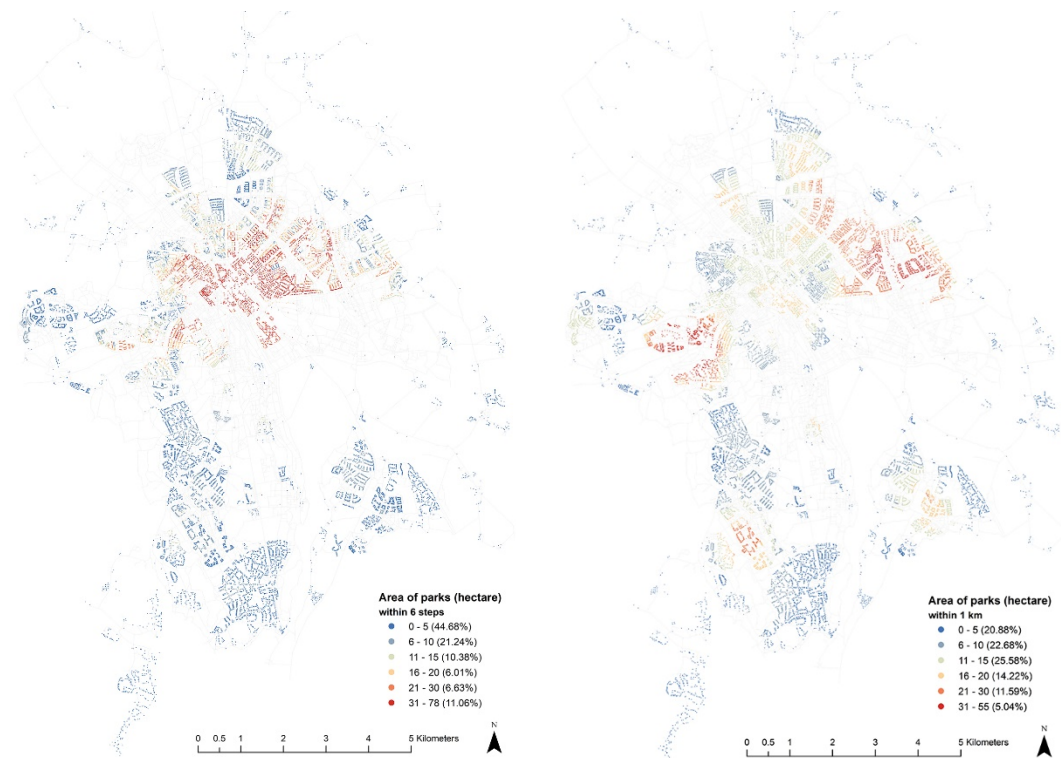 Area of parks (hectare)
within 6 steps
0 - 5 (44.68%)
6 - 10 (21.24%)
11 - 15 (10.38%)
16 - 20 (6.01%)
21 - 30 (6.63%)
31 - 78 (11.06%)
0 0.5 1 2 3 4 5 Kilometers
N
Area of parks (hectare)
within 1 km
0 - 5 (20.88%)
6 - 10 (22.68%)
11 - 15 (25.58%)
16 - 20 (14.22%)
21 - 30 (11.59%)
31 - 55 (5.04%)
0 0.5 1 2 3 4 5 Kilometers
N